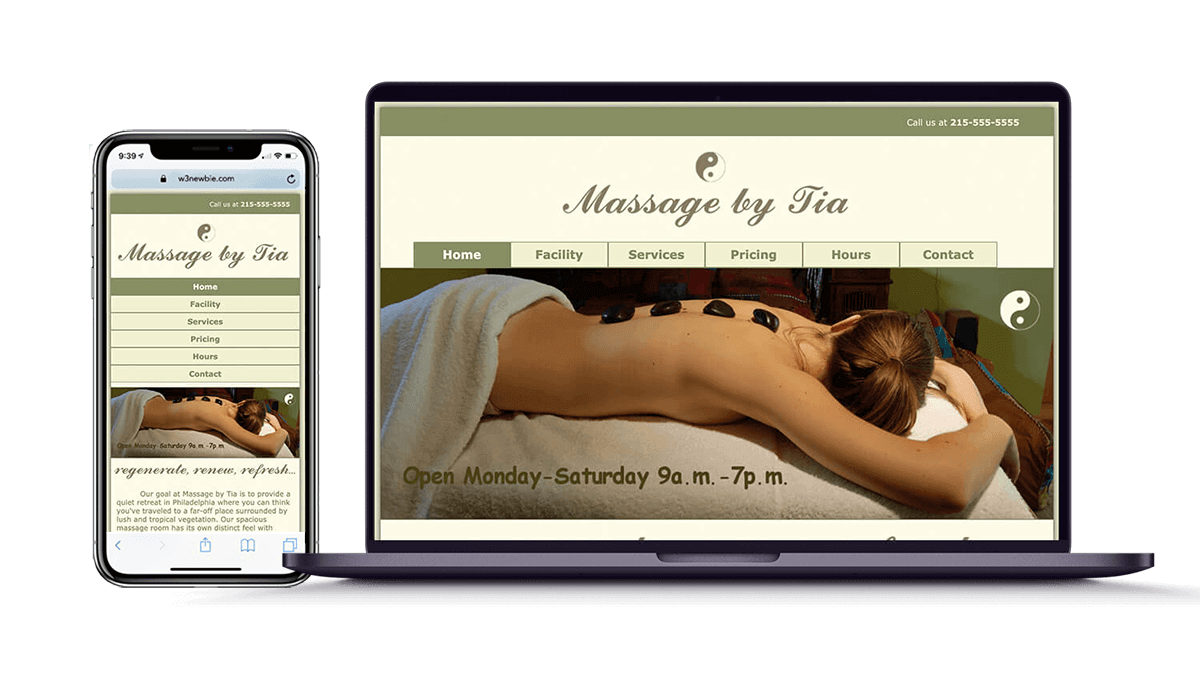 9:39
w3newbie.com
Call us at 215-555-5555
Massage by Tia
Home
Facility
Services
Pricing
Hours
Contact
Open Monday-Saturday 9a.m.-7p.m.
regenerate, renew, refresh...
Our goal at Massage by Tia is to provide a
quiet retreat in Philadelphia where you can think
you've traveled to a far-off place surrounded by
lush and tropical vegetation. Our spacious
massage room has its own distinct feel with
Call us at 215-555-5555
Massage by Tia
Home Facility Services Pricing Hours Contact
Open Monday-Saturday 9a.m.-7p.m.